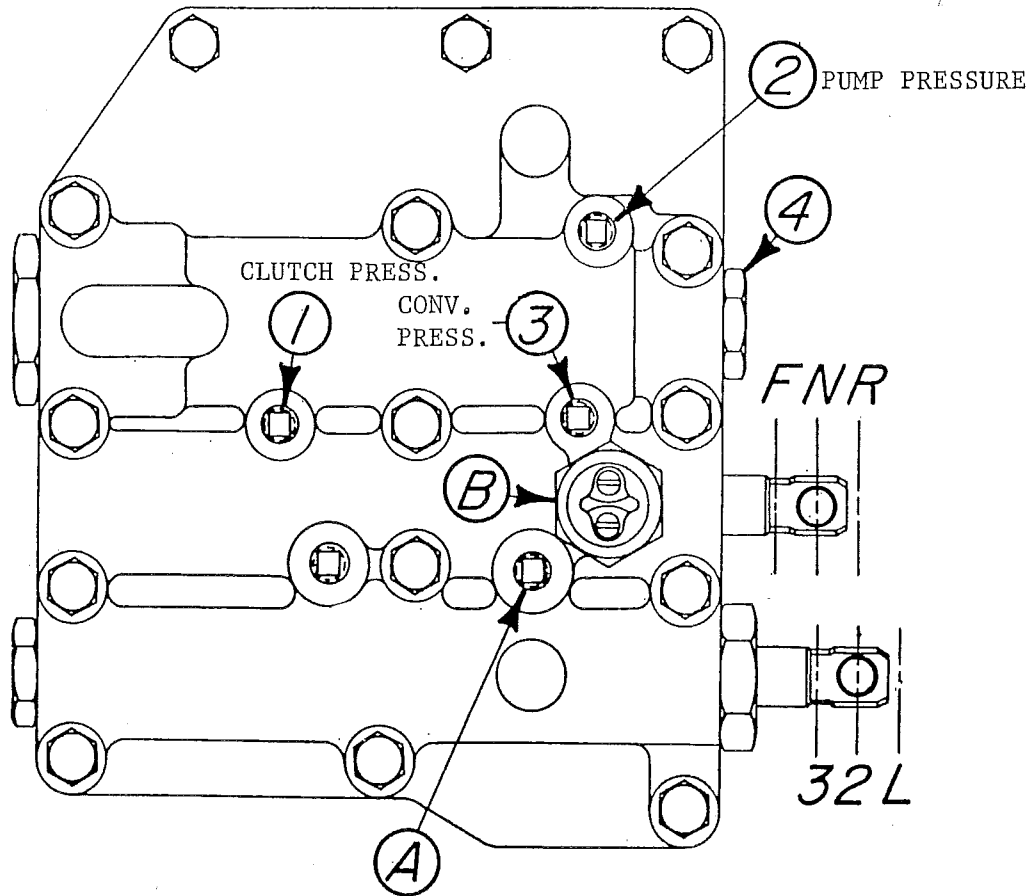 2 PUMP PRESSURE
4
CLUTCH PRESS.
1
CONV.
PRESS.
3
FNR
B
32L
A